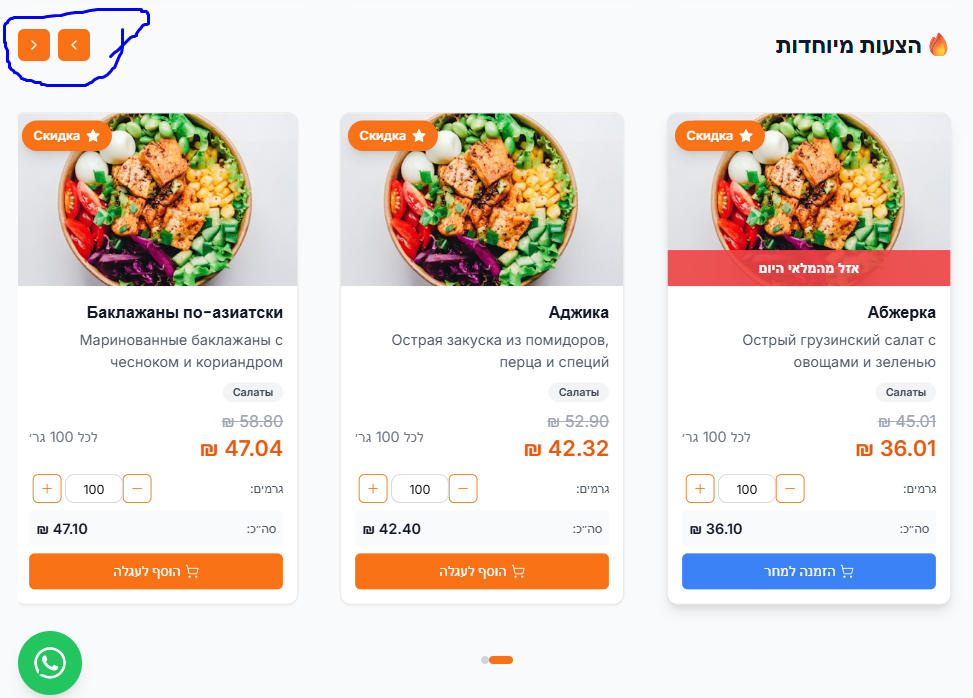 🔥 הצעות מיוחדות
Скидка
אזל מהמלאי היום
Абжерка
Острый грузинский салат с
овощами и зеленью
Салаты
45.01 ₪
36.01 ₪
לכל 100 גר׳
גרמים:
− 100 +
סה״כ:
36.10 ₪
הזמנה למחר
Скидка
Аджика
Острая закуска из помидоров,
перца и специй
Салаты
52.90 ₪
42.32 ₪
לכל 100 גר׳
גרמים:
− 100 +
סה״כ:
42.40 ₪
הוסף לעגלה
Скидка
Баклажаны по-азиатски
Маринованные баклажаны с
чесноком и кориандром
Салаты
58.80 ₪
47.04 ₪
לכל 100 גר׳
גרמים:
− 100 +
סה״כ:
47.10 ₪
הוסף לעגלה